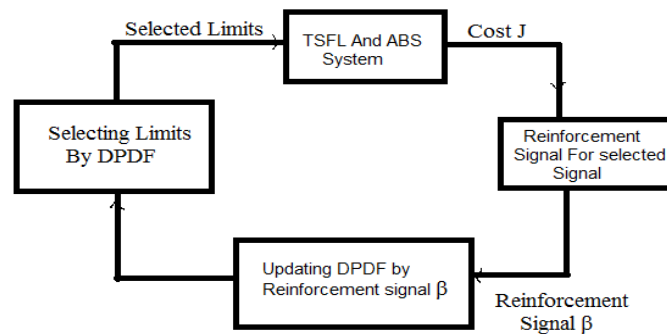 Selected Limits
TSFL And ABS
System
Cost J
Selecting Limits
By DPDF
Reinforcement
Signal For selected
Signal
Updating DPDF by
Reinforcement signal β
Reinforcement
Signal β